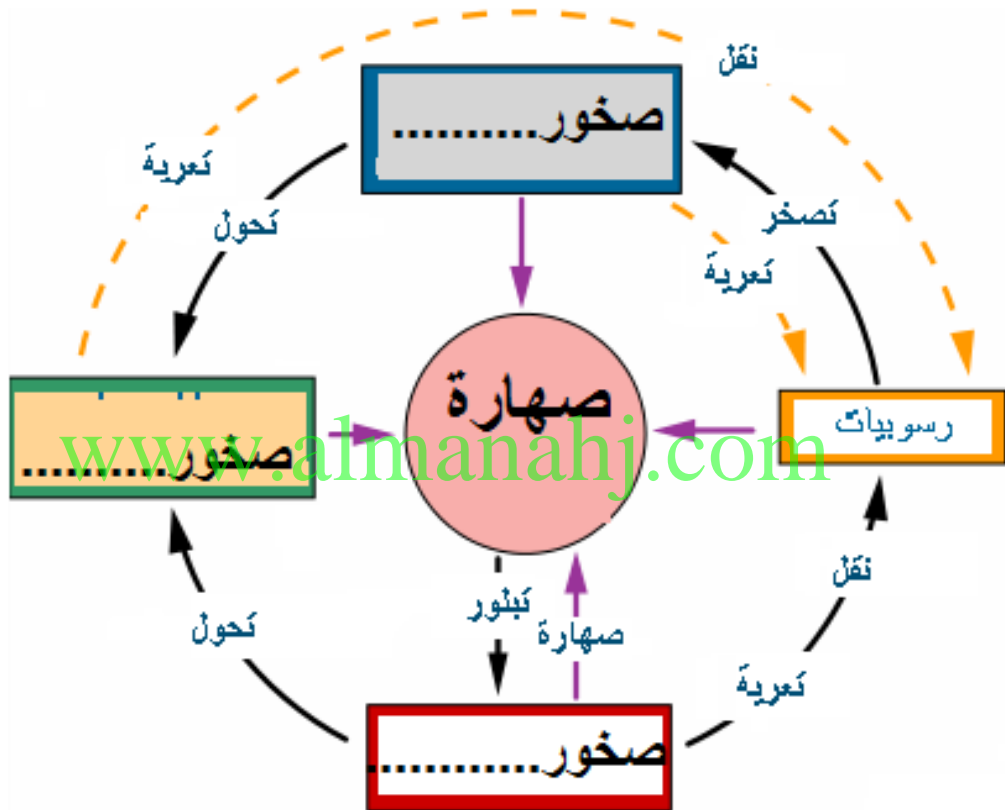 نقل
صخور..........
تعرية
تصخر
تحول
تعرية
صهارة
رسوبيات
www.almanahj.com
صخور..........
نقل
تبلور
صهارة
تحول
تعرية
صخور...........